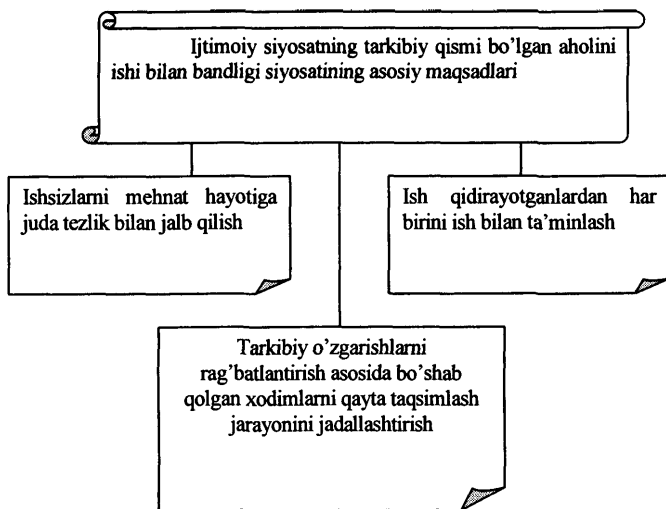 Ijtimoiy siyosatning tarkibiy qismi bo’lgan aholini
ishi bilan bandligi siyosatining asosiy maqsadlari
Ishsizlarni mehnat hayotiga
juda tezlik bilan jalb qilish
Ish qidirayotganlardan har
birini ish bilan ta’minlash
Tarkibiy o’zgarishlarni
rag’batlantirish asosida bo’shab
qolgan xodimlarni qayta taqsimlash
jarayonini jadallashtirish